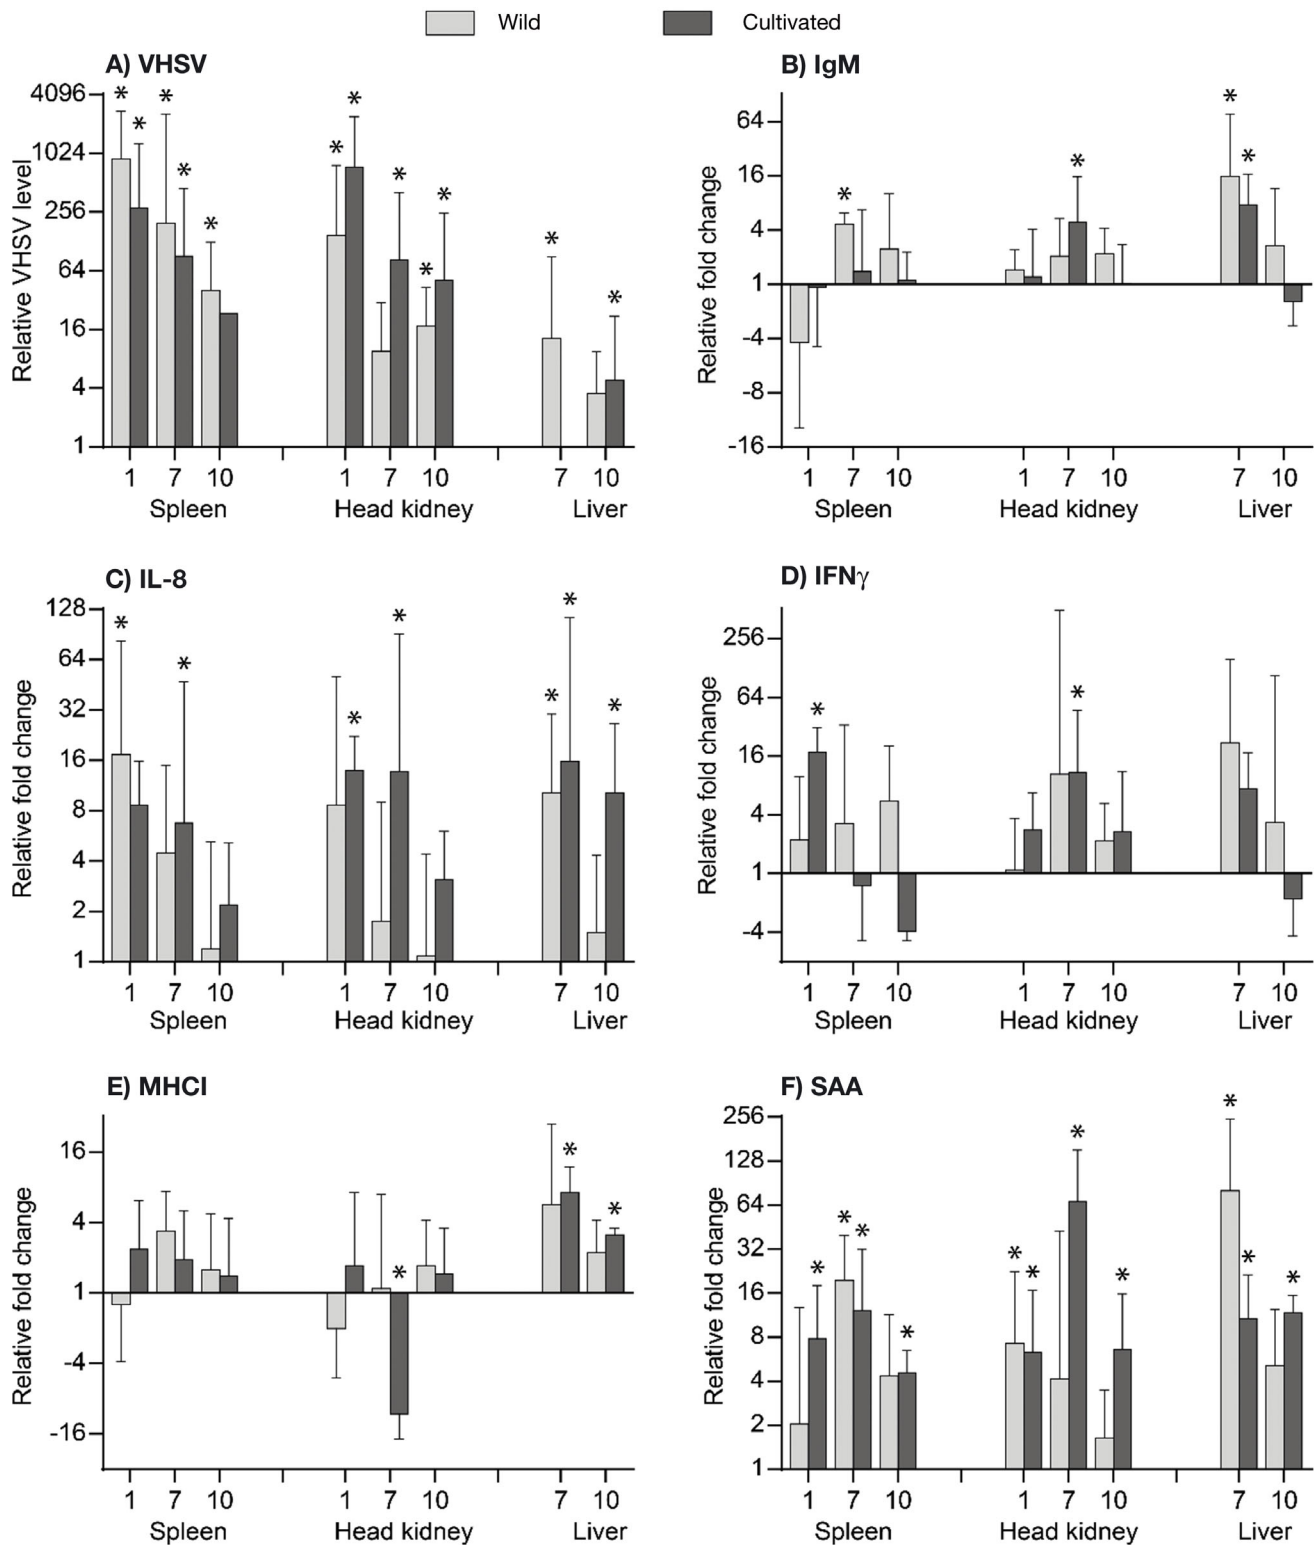 Wild Cultivated
A) VHSV
Relative VHSV level
4096
1024
256
64
16
4
1
* * * * * * * * * * * *
1 7 10 1 7 10 7 10
Spleen Head kidney Liver
B) IgM
Relative fold change
64
16
4
1
-4
-8
-16
* * * *
1 7 10 1 7 10 7 10
Spleen Head kidney Liver
C) IL-8
Relative fold change
128
64
32
16
8
4
2
1
* * * * * * *
1 7 10 1 7 10 7 10
Spleen Head kidney Liver
D) IFNγ
Relative fold change
256
64
16
4
1
-4
* *
1 7 10 1 7 10 7 10
Spleen Head kidney Liver
E) MHCI
Relative fold change
16
4
1
-4
-16
* * *
1 7 10 1 7 10 7 10
Spleen Head kidney Liver
F) SAA
Relative fold change
256
128
64
32
16
8
4
2
1
* * * * * * * * * * *
1 7 10 1 7 10 7 10
Spleen Head kidney Liver